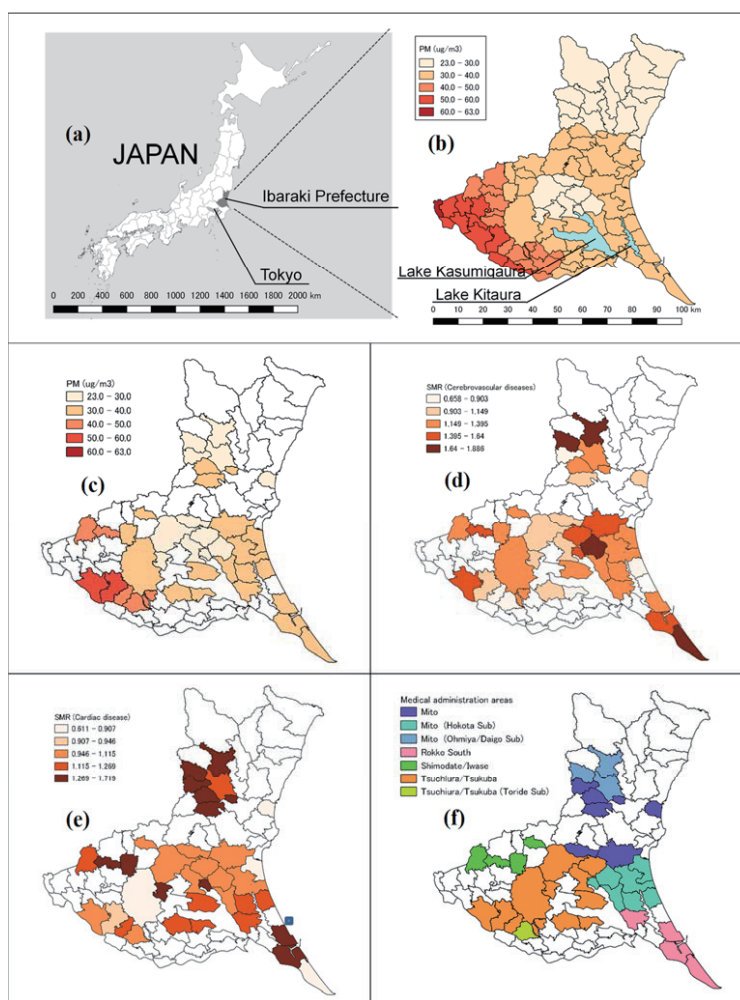 (a)
JAPAN
Ibaraki Prefecture
Tokyo
0 200 400 600 800 1000 1200 1400 1600 1800 2000 km
PM (ug/m3)
23.0 - 30.0
30.0 - 40.0
40.0 - 50.0
50.0 - 60.0
60.0 - 63.0
(b)
Lake Kasumigaura
Lake Kitaura
0 10 20 30 40 50 60 70 80 90 100 km
PM (ug/m3)
23.0 - 30.0
30.0 - 40.0
40.0 - 50.0
50.0 - 60.0
60.0 - 63.0
(c)
SMR (Cerebrovascular diseases)
0.658 - 0.903
0.903 - 1.149
1.149 - 1.395
1.395 - 1.64
1.64 - 1.886
(d)
SMR (Cardiac disease)
0.611 - 0.907
0.907 - 0.946
0.946 - 1.115
1.115 - 1.269
1.269 - 1.719
(e)
Medical administration areas
Mito
Mito (Hokota Sub)
Mito (Ohmiya/Daigo Sub)
Rokko South
Shimodate/Iwase
Tsuchiura/Tsukuba
Tsuchiura/Tsukuba (Toride Sub)
(f)